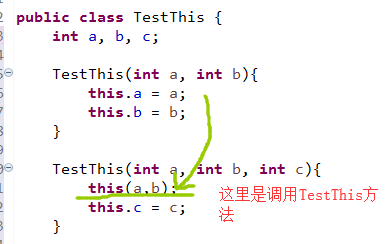 public class TestThis {
int a, b, c;
TestThis(int a, int b){
this.a = a;
this.b = b;
}
TestThis(int a, int b, int c){
this(a,b);
this.c = c;
}
这里是调用TestThis方
法